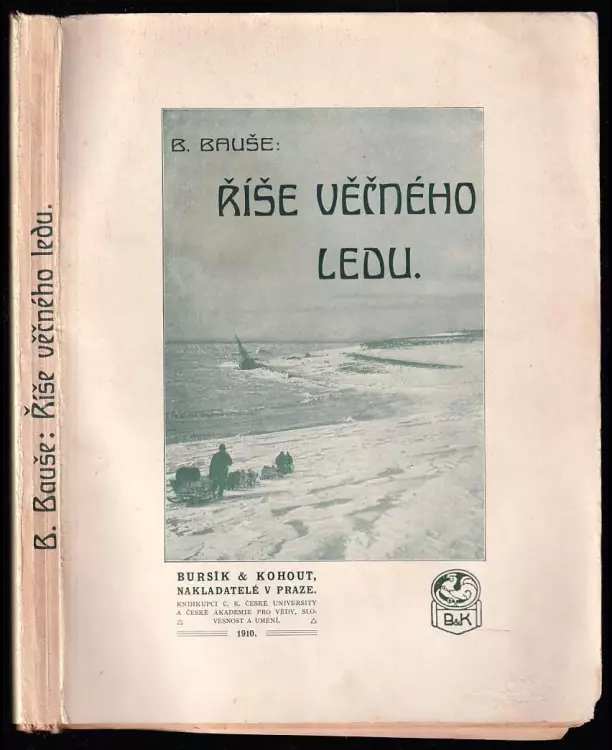 B. Bauše: Říše věčného ledu.
B. BAUŠE:
ŘÍŠE VĚČNÉHO
LEDU.
BURSÍK & KOHOUT,
NAKLADATELÉ V PRAZE.
KNIHKUPCI C. K. ČESKÉ UNIVERSITY
A ČESKÉ AKADEMIE PRO VĚDY, SLO-
VESNOST A UMĚNÍ.
1910.
B&K